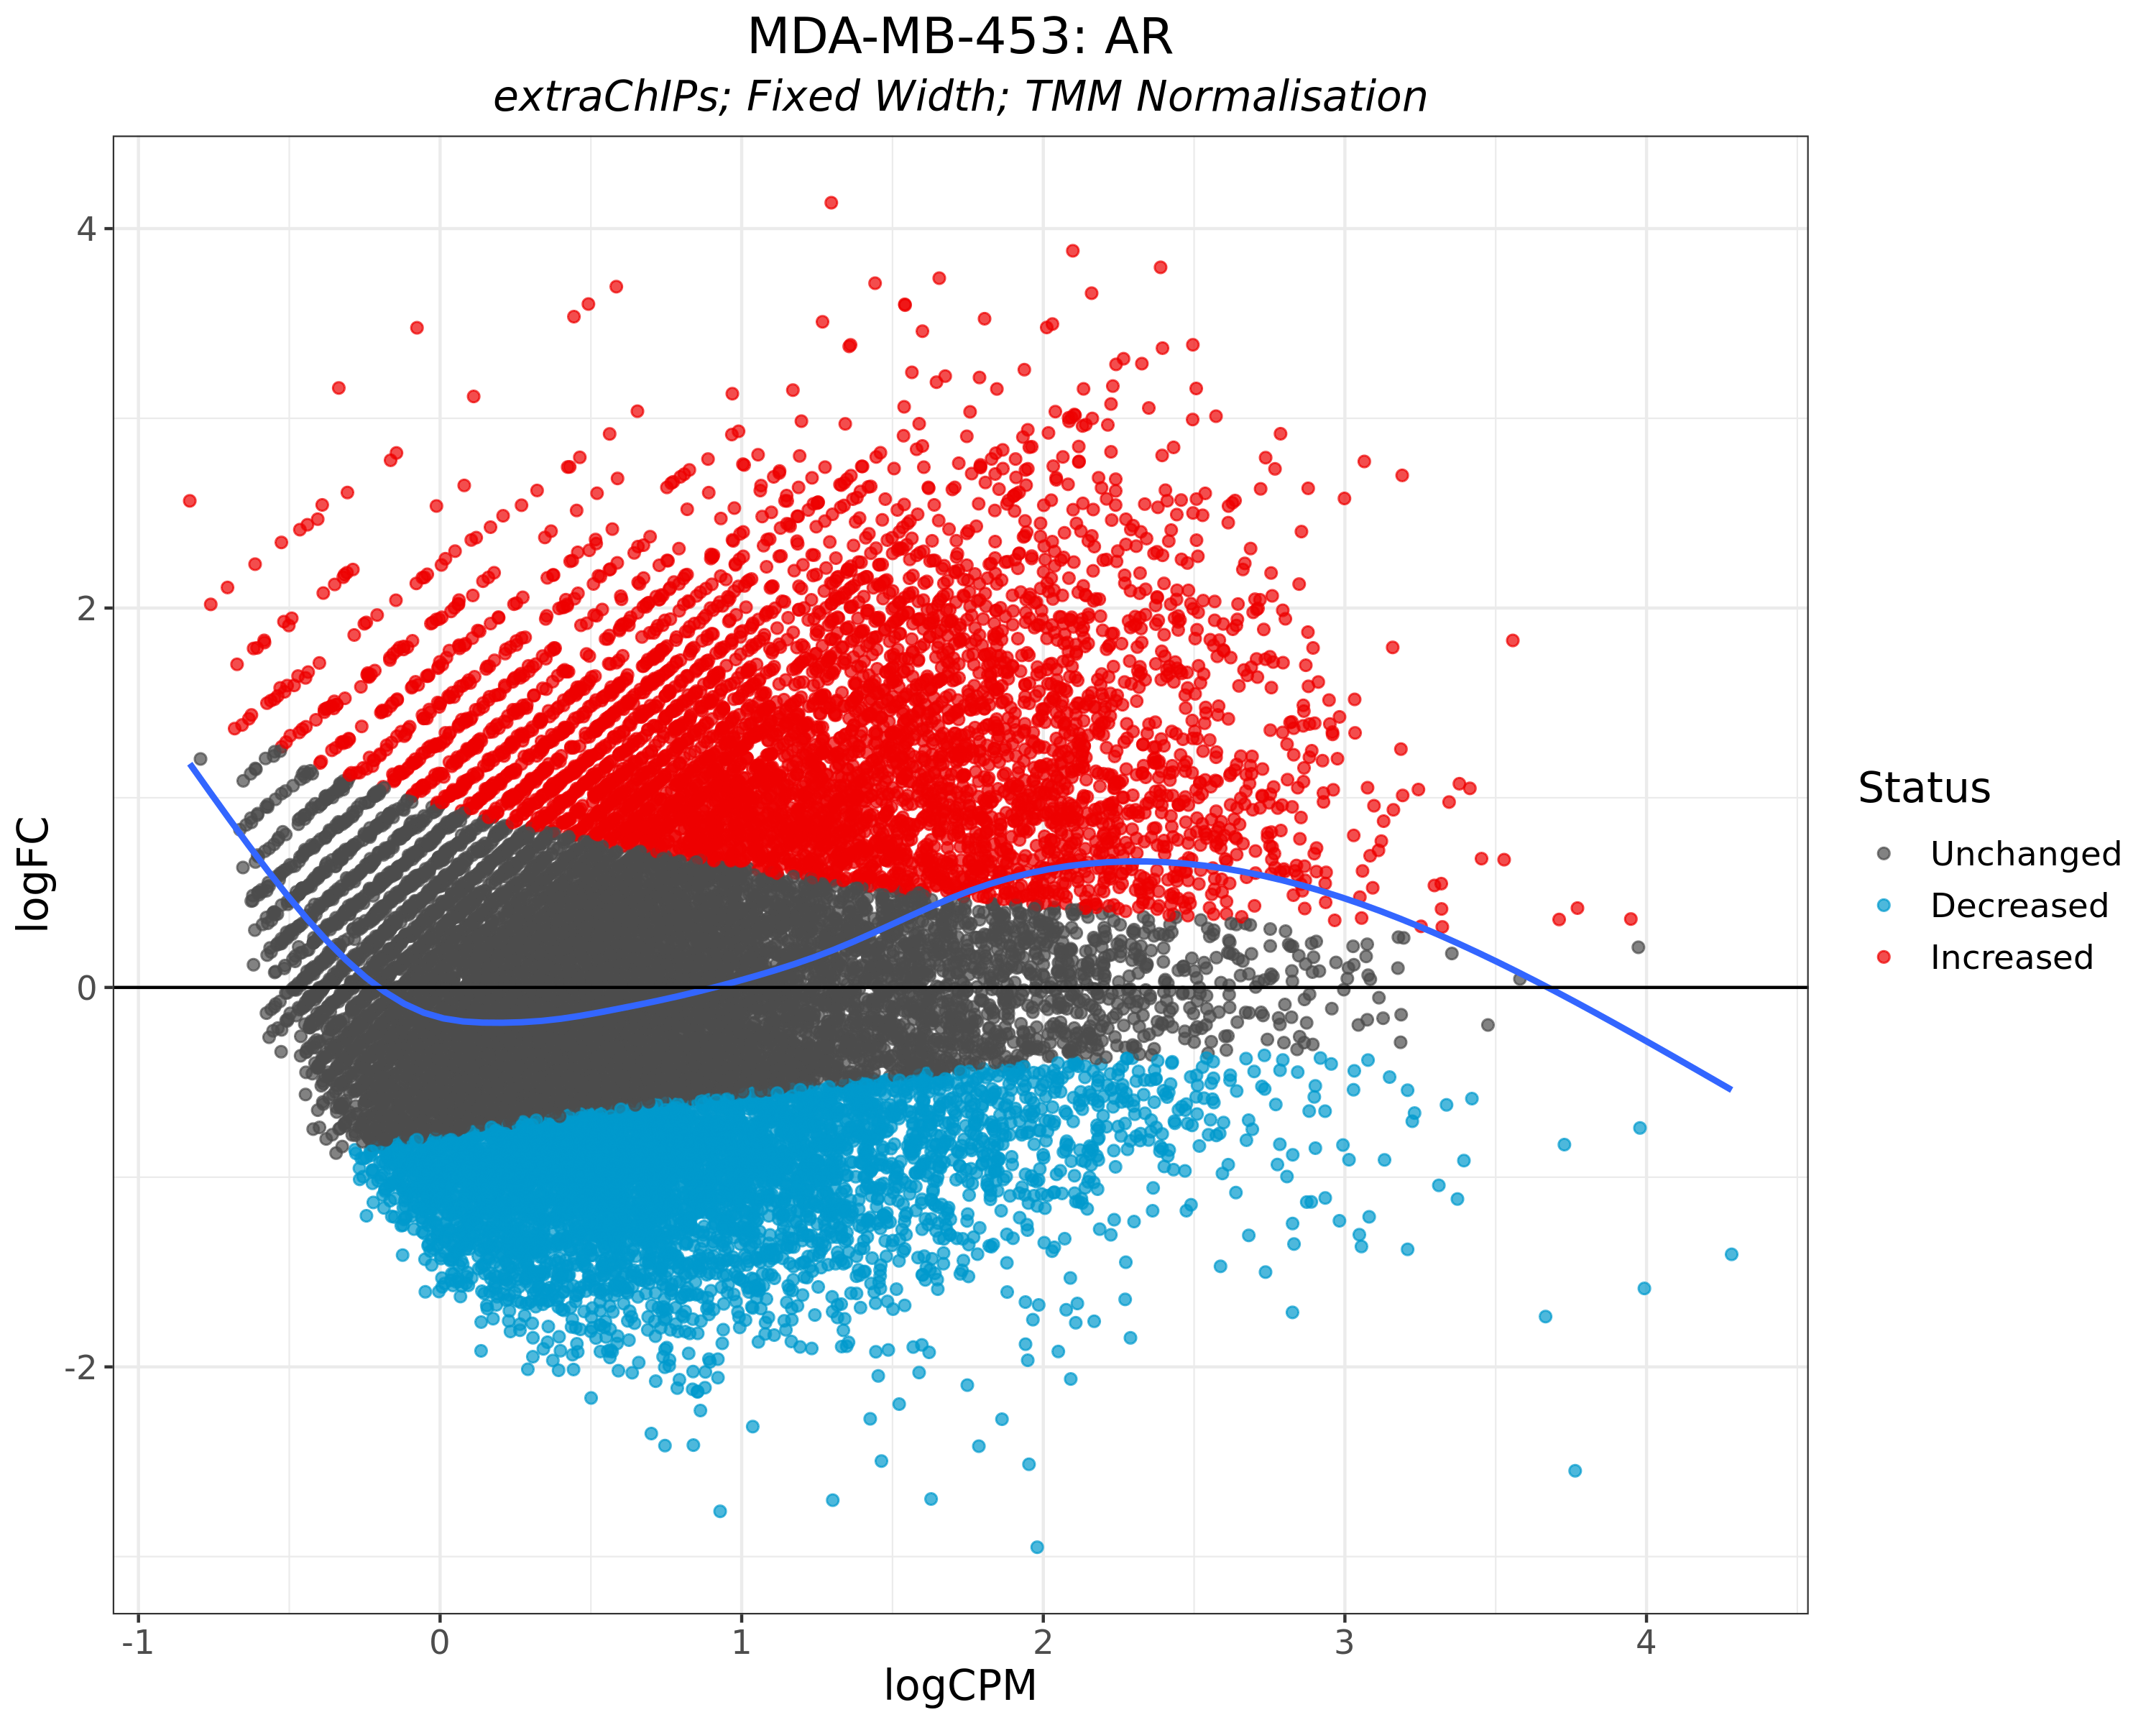 MDA-MB-453: AR
extraChIPs; Fixed Width; TMM Normalisation
logFC
4
2
0
-2
-1 0 1 2 3 4
logCPM
Status
Unchanged
Decreased
Increased